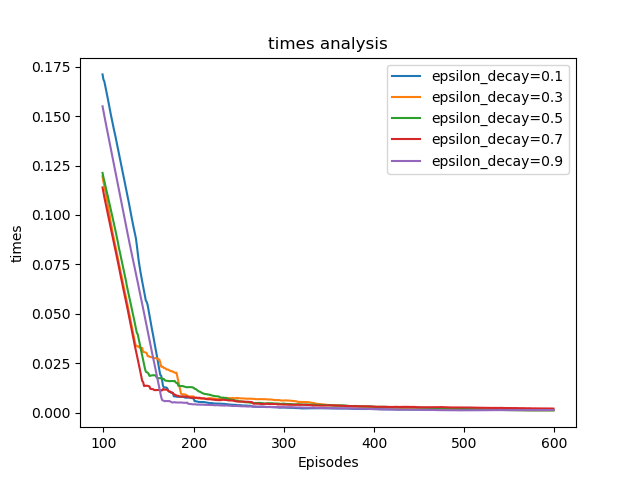 times analysis
0.175
0.150
0.125
0.100
0.075
0.050
0.025
0.000
times
epsilon_decay=0.1
epsilon_decay=0.3
epsilon_decay=0.5
epsilon_decay=0.7
epsilon_decay=0.9
100 200 300 400 500 600
Episodes